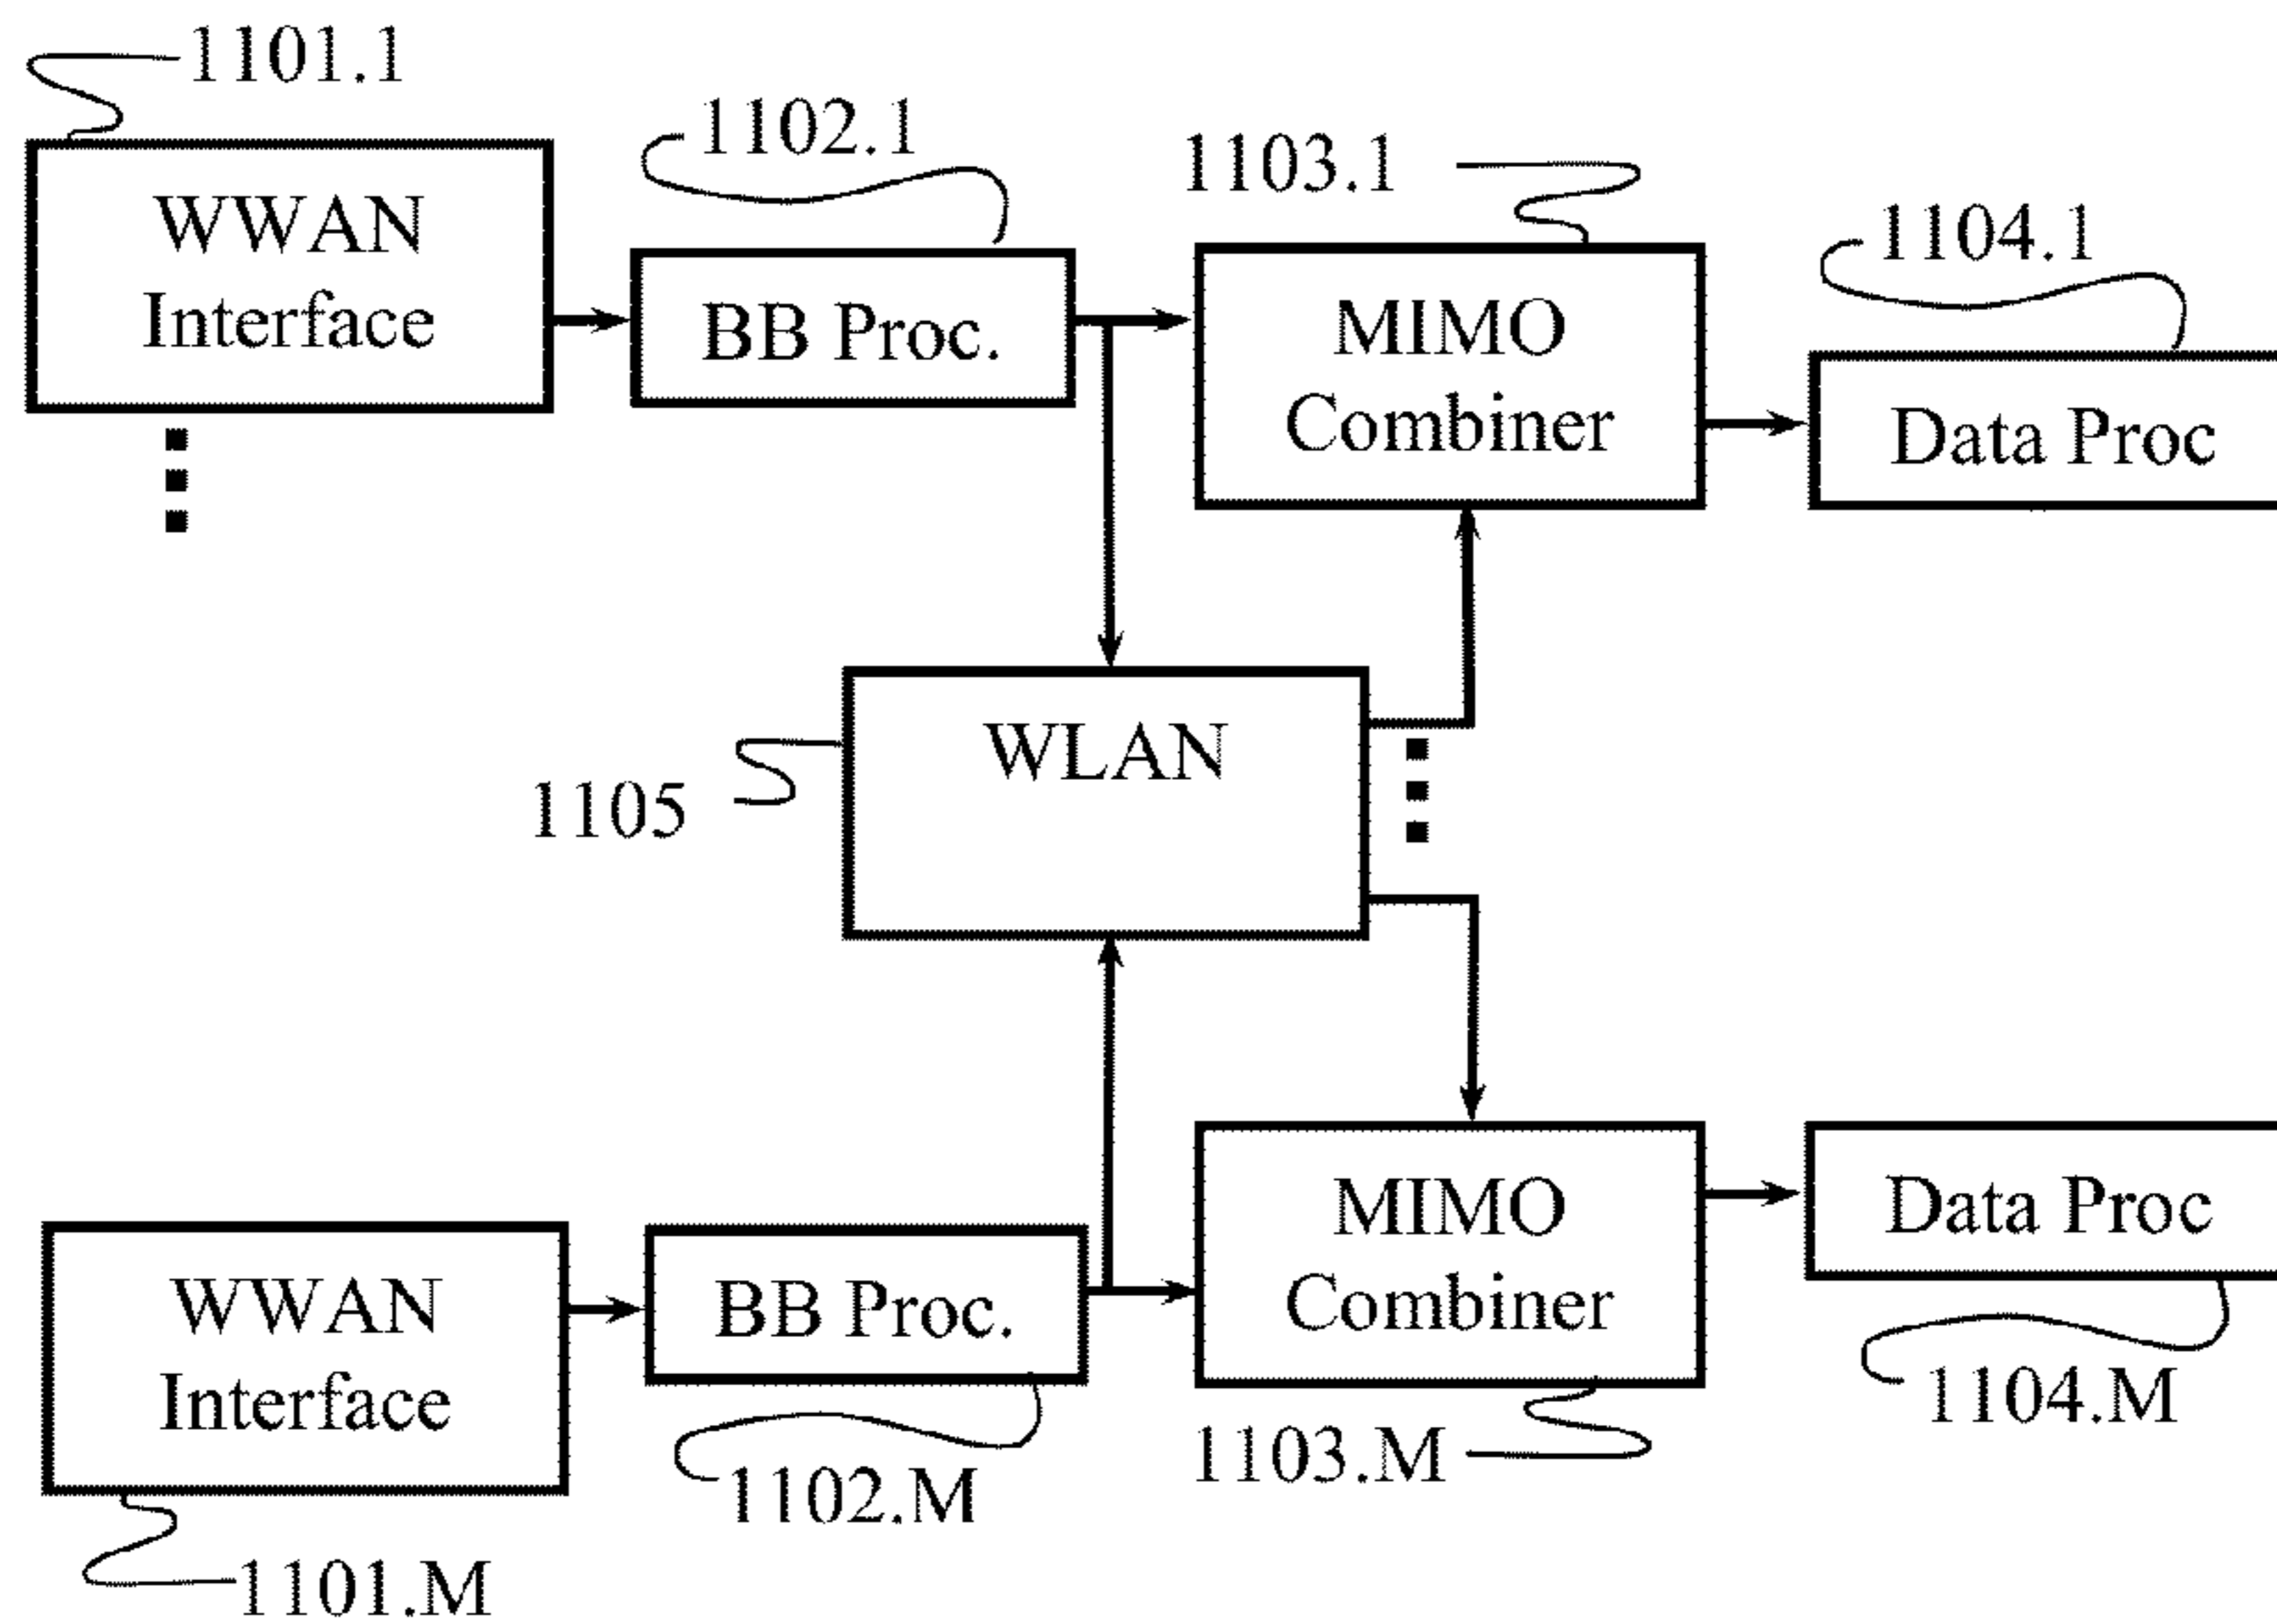 1101.1
WWAN
Interface
1102.1
BB Proc.
1103.1
MIMO
Combiner
1104.1
Data Proc
WLAN
1105
WWAN
Interface
1101.M
BB Proc.
1102.M
MIMO
Combiner
1103.M
Data Proc
1104.M